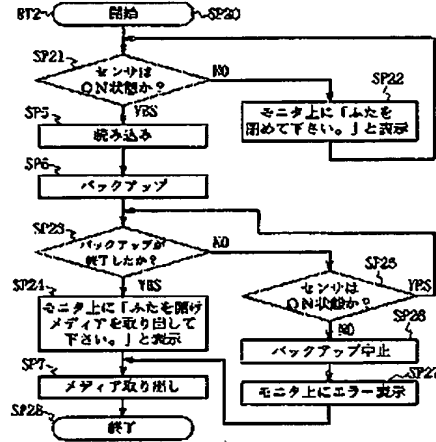 RT2
開始
SP20
SP21
センサは
ON状態か?
NO
YES
SP22
モニタ上に「ふたを
閉めて下さい。」と表示
SP5
読み込み
SP6
バックアップ
SP23
バックアップが
終了したか?
NO
YES
SP24
モニタ上に「ふたを開け
メディアを取り出して
下さい。」と表示
SP25
センサは
ON状態か?
YES
NO
SP26
バックアップ中止
SP27
モニタ上にエラー表示
SP7
メディア取り出し
SP28
終了